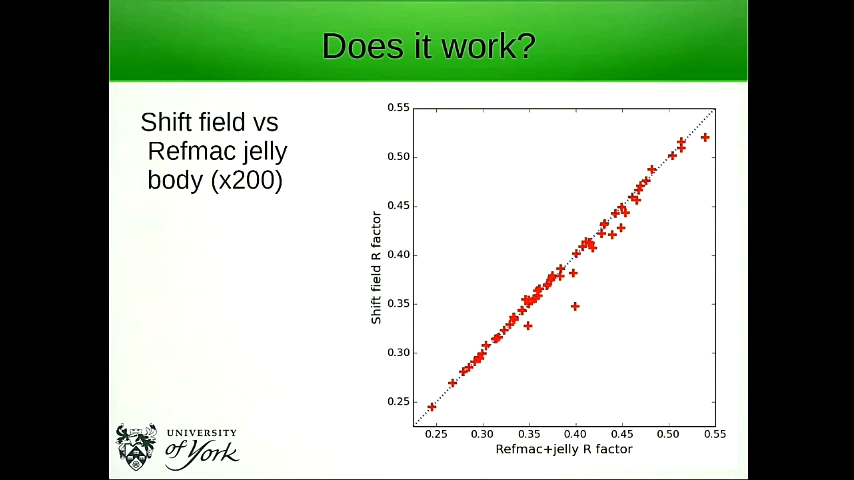 Does it work?
Shift field vs
Refmac jelly
body (x200)
0.55
0.50
0.45
0.40
0.35
0.30
0.25
Shift field R factor
0.25 0.30 0.35 0.40 0.45 0.50 0.55
Refmac+jelly R factor
UNIVERSITY
of York